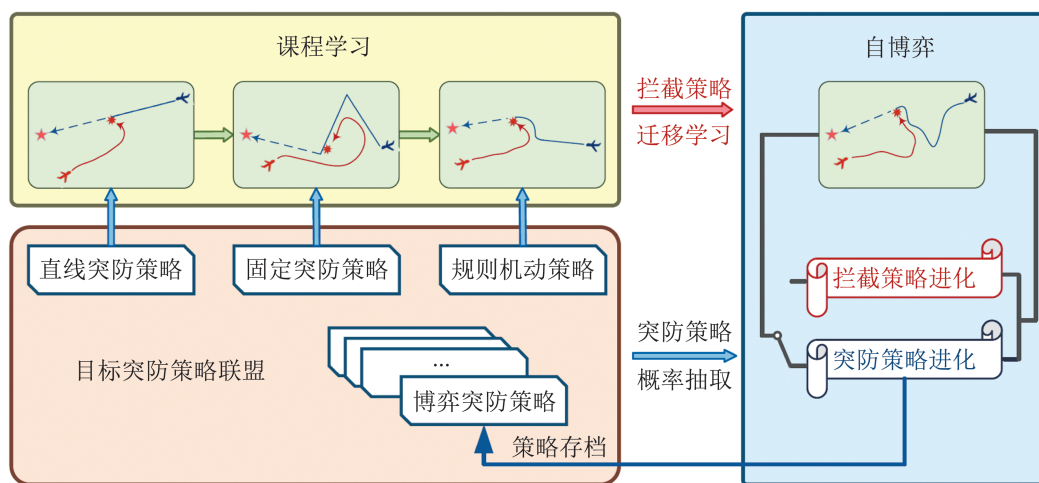 课程学习
自博弈
拦截策略
迁移学习
直线突防策略
固定突防策略
规则机动策略
拦截策略进化
突防策略
概率抽取
突防策略进化
目标突防策略联盟
...
博弈突防策略
策略存档